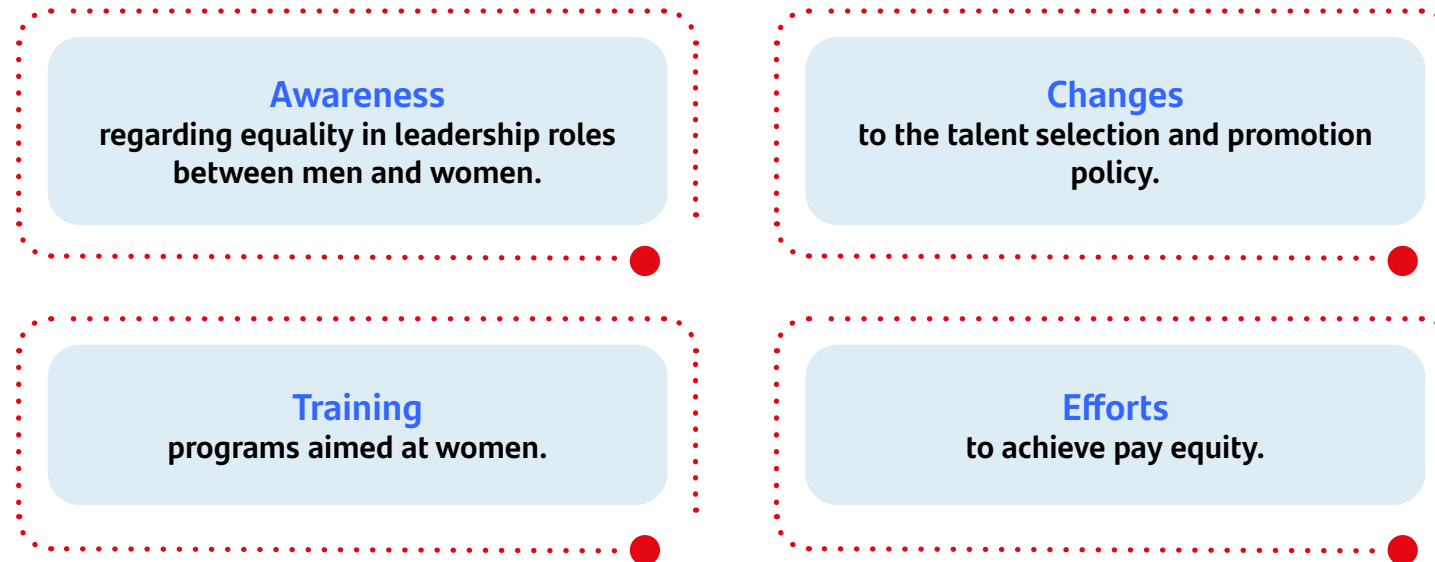 Awareness
regarding equality in leadership roles
between men and women.
Changes
to the talent selection and promotion
policy.
Training
programs aimed at women.
Efforts
to achieve pay equity.